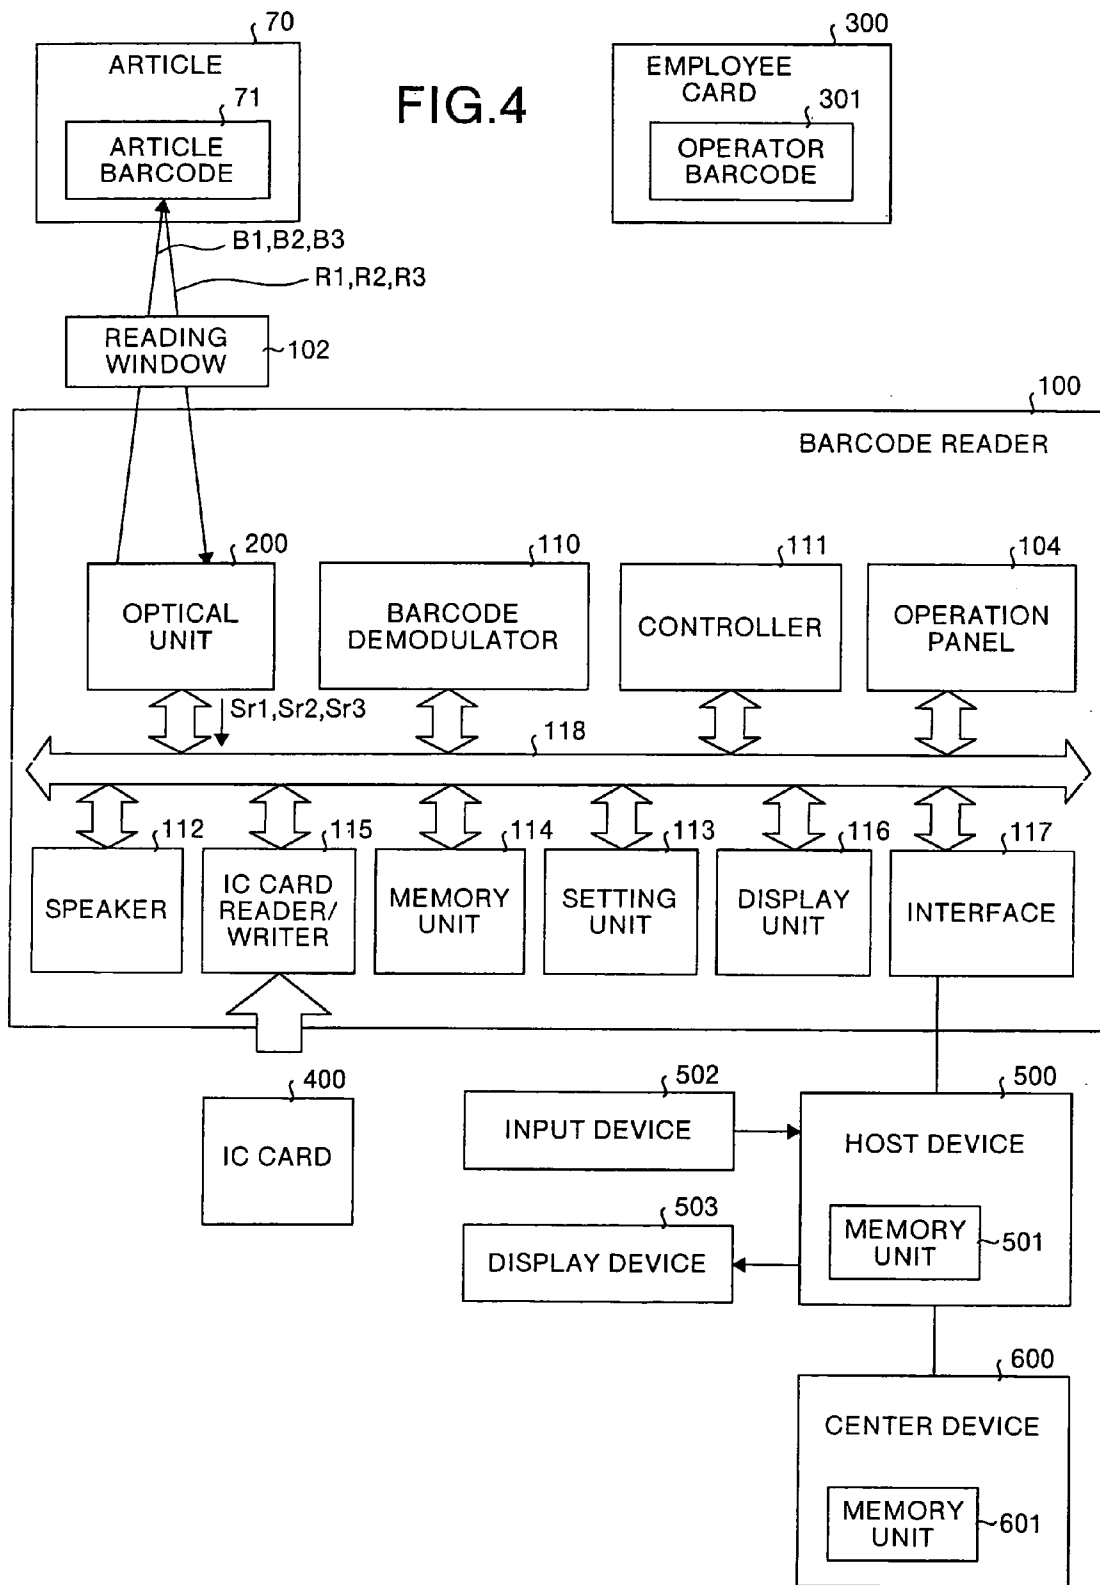 70
ARTICLE
71
ARTICLE
BARCODE
FIG.4
300
EMPLOYEE
CARD
301
OPERATOR
BARCODE
B1,B2,B3
R1,R2,R3
READING
WINDOW
102
100
BARCODE READER
200
OPTICAL
UNIT
110
BARCODE
DEMODULATOR
111
CONTROLLER
104
OPERATION
PANEL
Sr1,Sr2,Sr3
118
112
SPEAKER
115
IC CARD
READER/
WRITER
114
MEMORY
UNIT
113
SETTING
UNIT
116
DISPLAY
UNIT
117
INTERFACE
400
IC CARD
502
INPUT DEVICE
503
DISPLAY DEVICE
500
HOST DEVICE
MEMORY
UNIT
501
600
CENTER DEVICE
MEMORY
UNIT
601